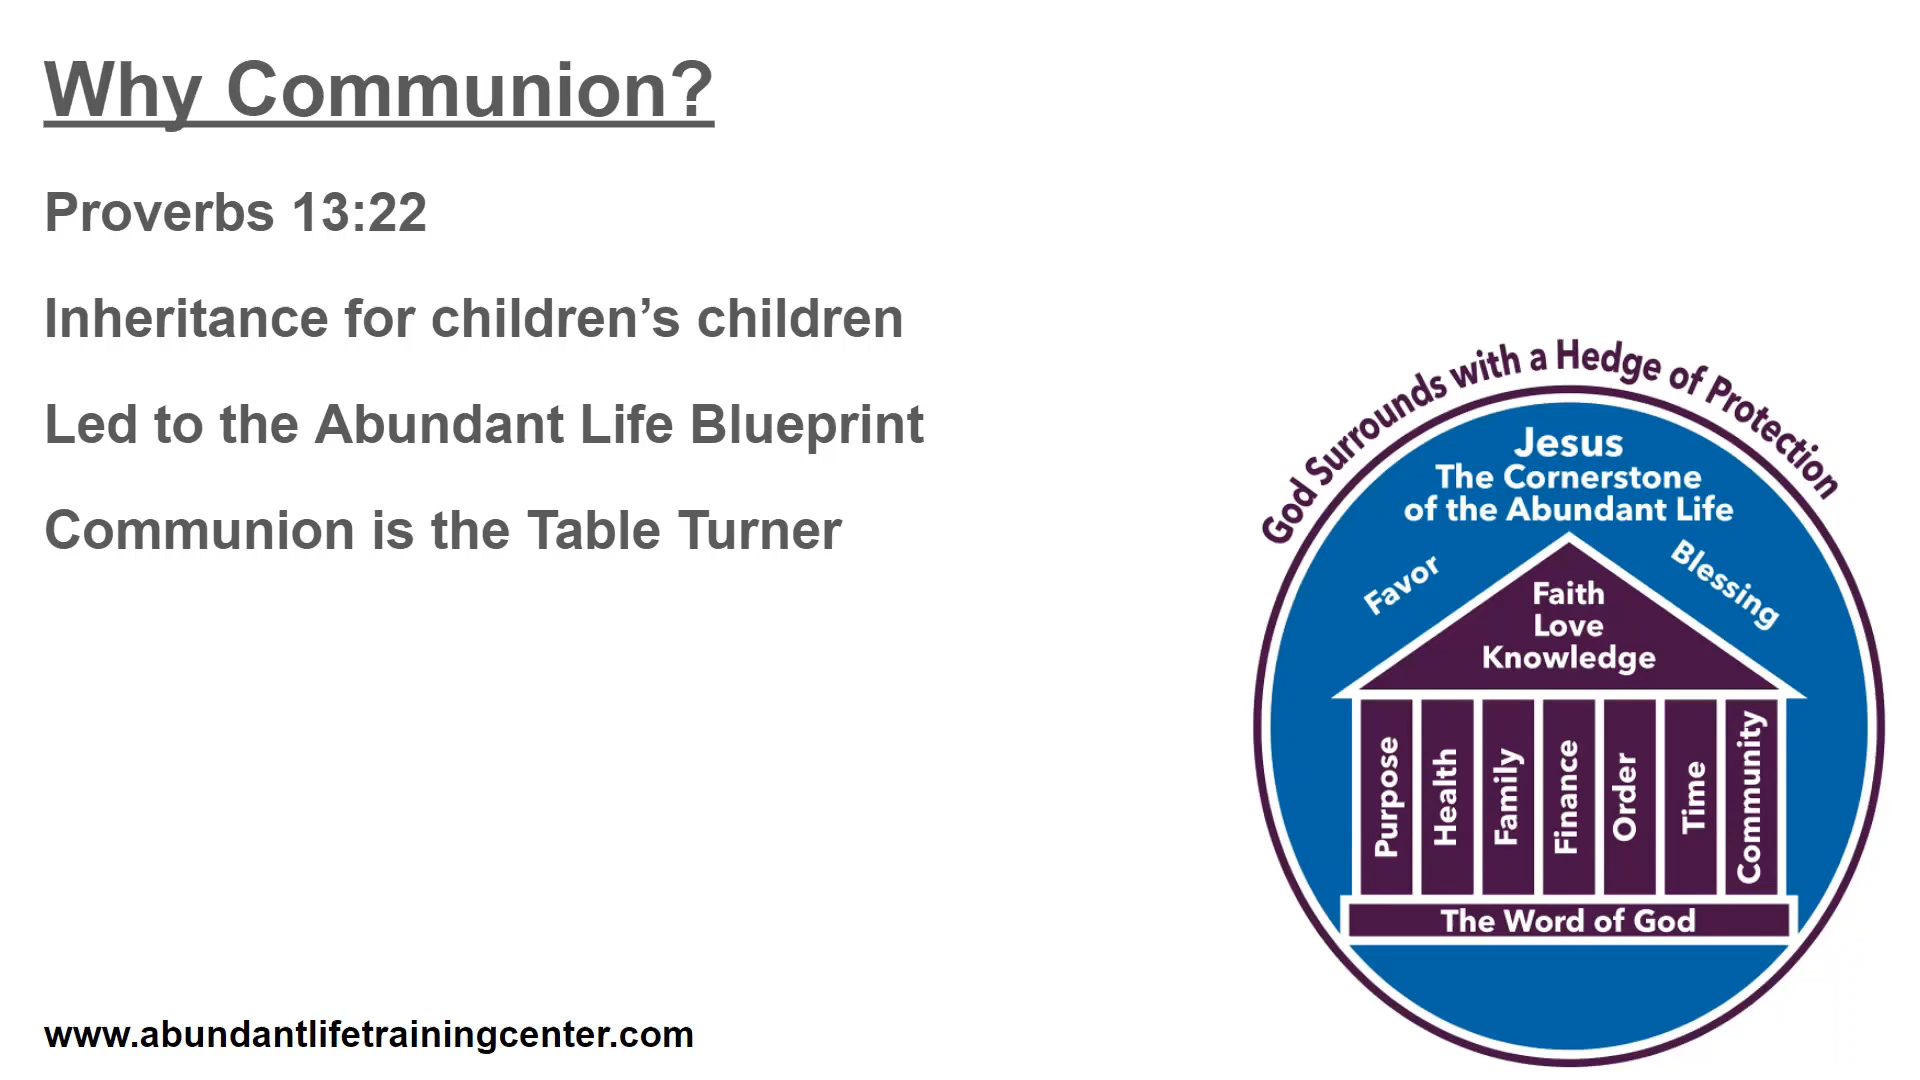 Why Communion?
Proverbs 13:22
Inheritance for children’s children
Led to the Abundant Life Blueprint
Communion is the Table Turner
God Surrounds with a Hedge of Protection
Jesus
The Cornerstone
of the Abundant Life
Favor
Blessing
Faith
Love
Knowledge
Purpose
Health
Family
Finance
Order
Time
Community
The Word of God
www.abundantlifetrainingcenter.com